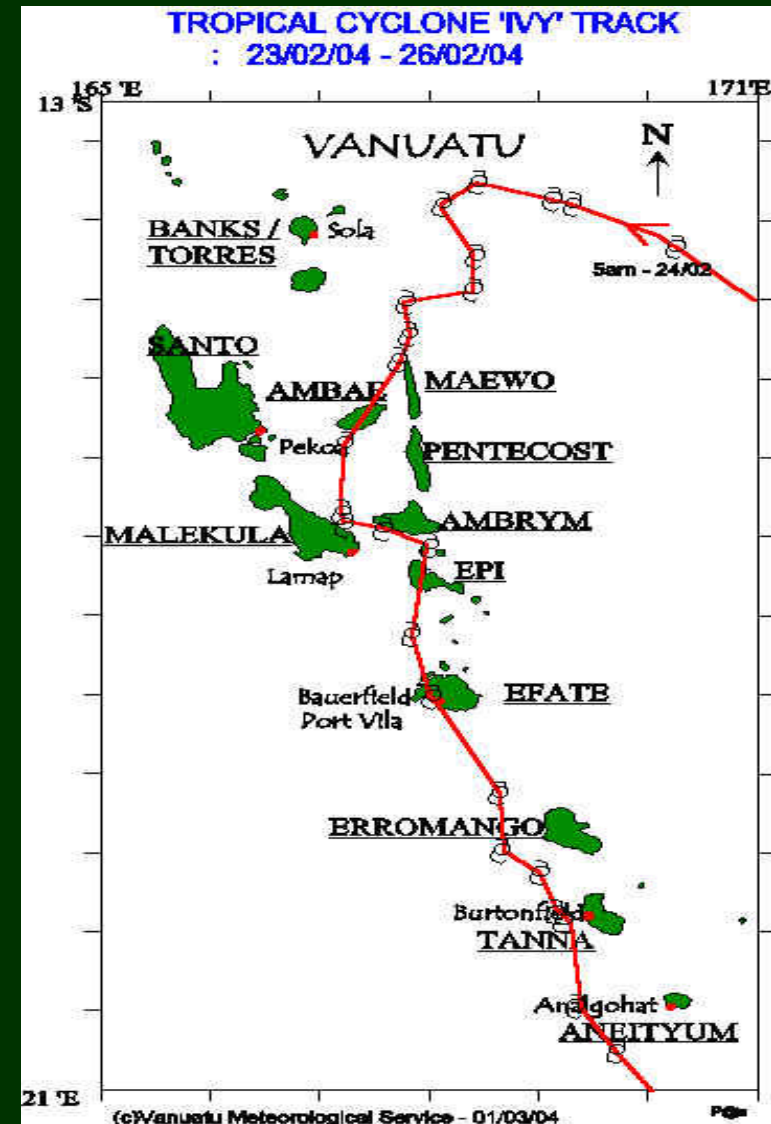 TROPICAL CYCLONE 'IVY' TRACK
: 23/02/04 - 26/02/04
165 'E
171'E
13 'S
VANUATU
N
BANKS /
TORRES
Sola
5am - 24/02
SANTO
AMBAE
MAEWO
Pekoa
PENTECOST
MALEKULA
AMBRYM
Lamap
EPI
Bauerfield
Port Vila
EFATE
ERROMANGO
Burtonfield
TANNA
Analgohat
ANEITYUM
21 'E
(c)Vanuatu Meteorological Service - 01/03/04